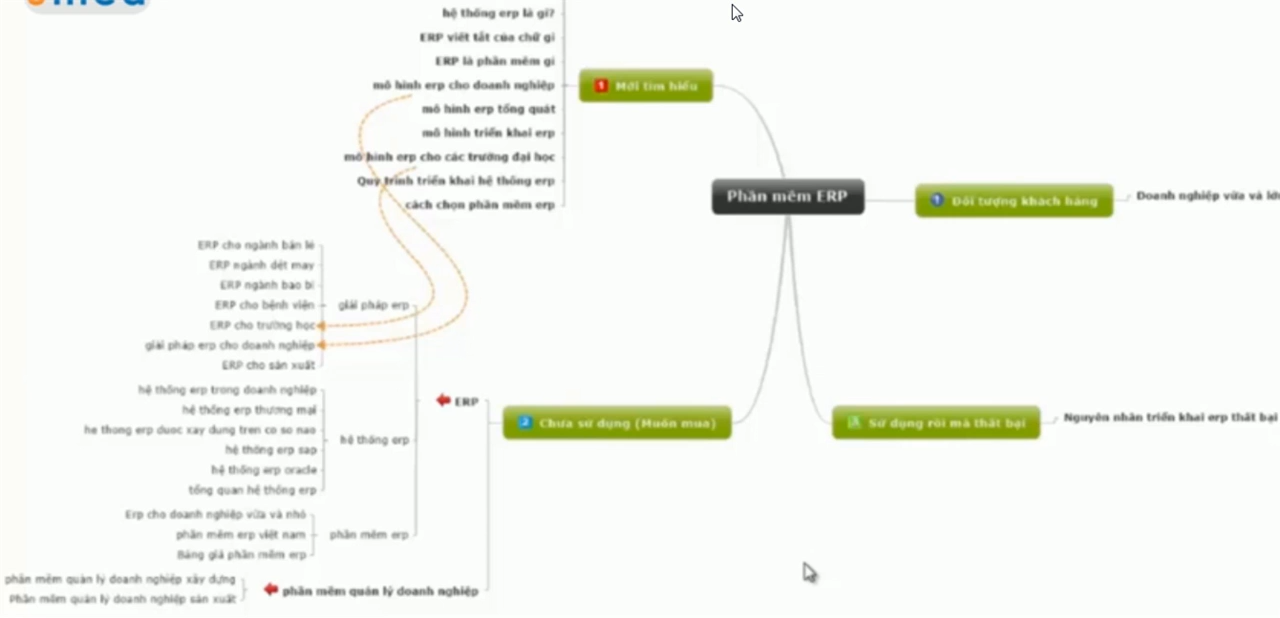 hệ thống erp là gì?
ERP viết tắt của chữ gì
ERP là phần mềm gì
mô hình erp cho doanh nghiệp
mô hình erp tổng quát
mô hình triển khai erp
mô hình erp cho các trường đại học
Quy trình triển khai hệ thống erp
cách chọn phần mềm erp
1 Mới tìm hiểu
Phần mềm ERP
Đối tượng khách hàng
Doanh nghiệp vừa và lớ
ERP cho ngành bán lẻ
ERP ngành dệt may
ERP ngành bao bì
ERP cho bệnh viện
ERP cho trường học
giải pháp erp cho doanh nghiệp
ERP cho sản xuất
giải pháp erp
hệ thống erp trong doanh nghiệp
hệ thống erp thương mại
he thong erp duoc xay dung tren co so nao
hệ thống erp sap
hệ thống erp oracle
tổng quan hệ thống erp
hệ thống erp
Erp cho doanh nghiệp vừa và nhỏ
phần mềm erp việt nam
Bảng giá phần mềm erp
phần mềm erp
ERP
phần mềm quản lý doanh nghiệp xây dựng
Phần mềm quản lý doanh nghiệp sản xuất
phần mềm quản lý doanh nghiệp
2 Chưa sử dụng (Muốn mua)
Sử dụng rồi mà thất bại
Nguyên nhân triển khai erp thất bại